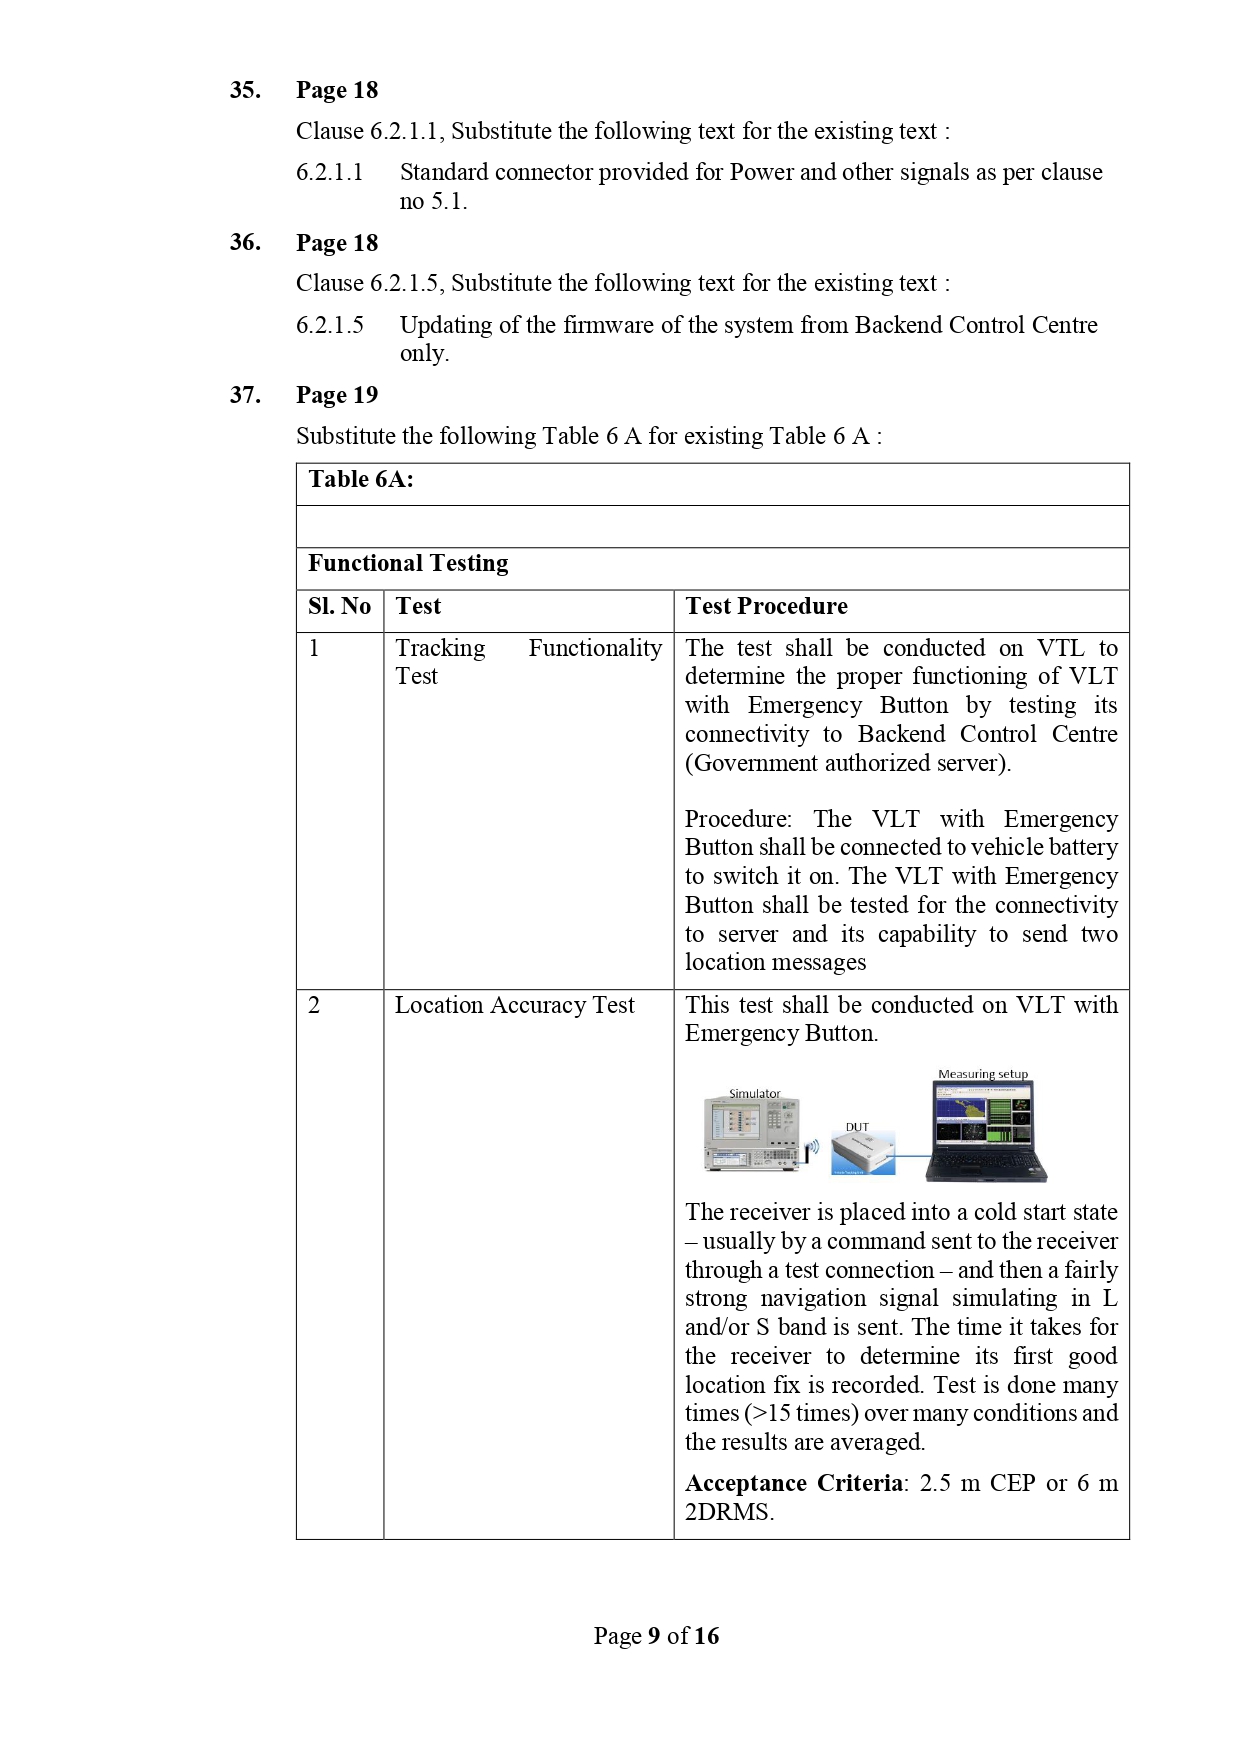 35. Page 18
Clause 6.2.1.1, Substitute the following text for the existing text :
6.2.1.1 Standard connector provided for Power and other signals as per clause
no 5.1.
36. Page 18
Clause 6.2.1.5, Substitute the following text for the existing text :
6.2.1.5 Updating of the firmware of the system from Backend Control Centre
only.
37. Page 19
Substitute the following Table 6 A for existing Table 6 A :
Table 6A:
Functional Testing
Sl. No Test Test Procedure
1 Tracking Functionality
Test
The test shall be conducted on VTL to
determine the proper functioning of VLT
with Emergency Button by testing its
connectivity to Backend Control Centre
(Government authorized server).
Procedure: The VLT with Emergency
Button shall be connected to vehicle battery
to switch it on. The VLT with Emergency
Button shall be tested for the connectivity
to server and its capability to send two
location messages
2 Location Accuracy Test
This test shall be conducted on VLT with
Emergency Button.
Measuring setup
Simulator
DUT
The receiver is placed into a cold start state
– usually by a command sent to the receiver
through a test connection – and then a fairly
strong navigation signal simulating in L
and/or S band is sent. The time it takes for
the receiver to determine its first good
location fix is recorded. Test is done many
times (>15 times) over many conditions and
the results are averaged.
Acceptance Criteria: 2.5 m CEP or 6 m
2DRMS.
Page 9 of 16